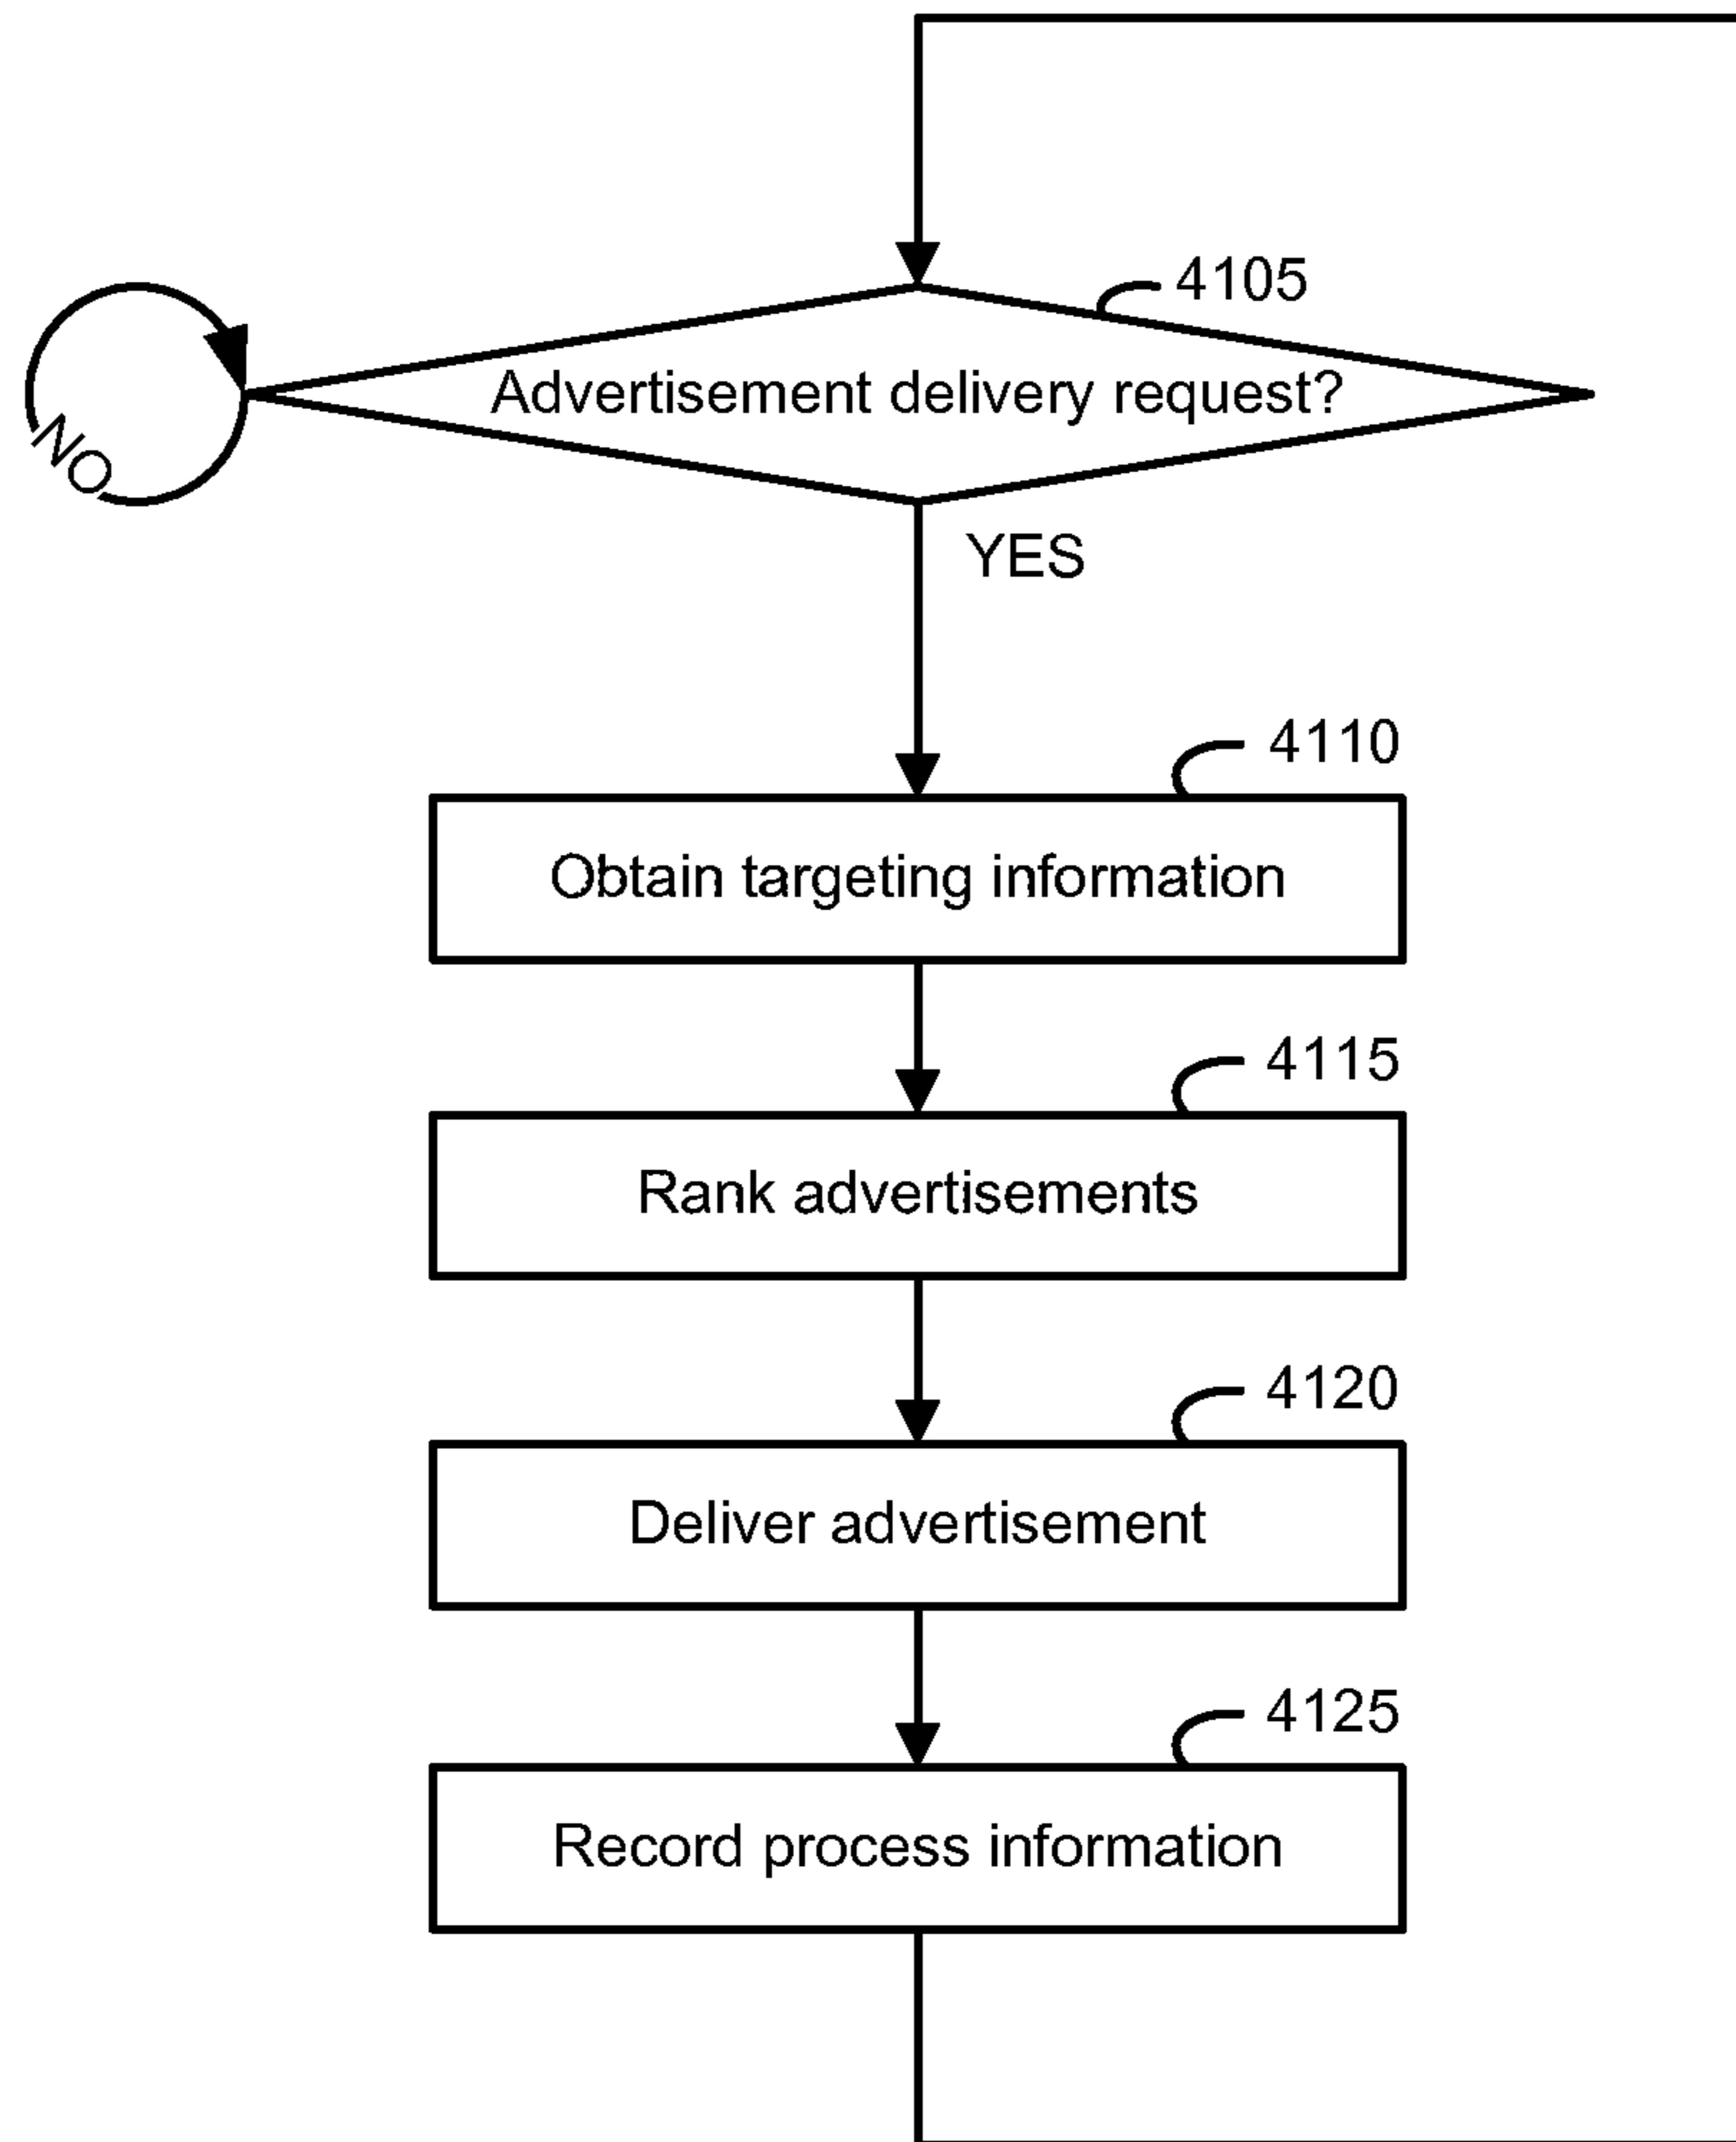 4105
Advertisement delivery request?
NO
YES
4110
Obtain targeting information
4115
Rank advertisements
4120
Deliver advertisement
4125
Record process information